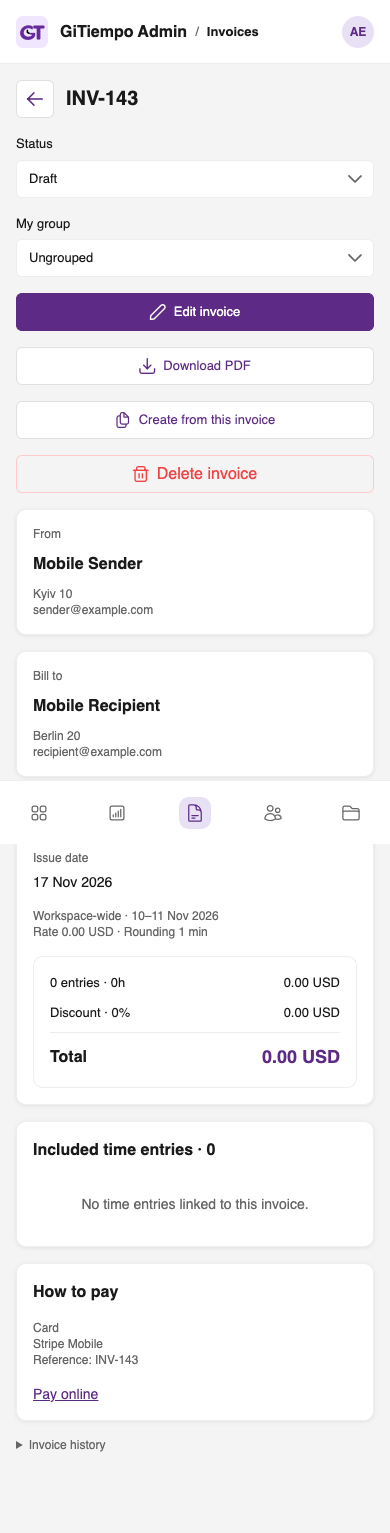 GT
GiTiempo Admin / Invoices
AE
INV-143
Status
Draft
My group
Ungrouped
Edit invoice
Download PDF
Create from this invoice
Delete invoice
From
Mobile Sender
Kyiv 10
sender@example.com
Bill to
Mobile Recipient
Berlin 20
recipient@example.com
Issue date
17 Nov 2026
Workspace-wide · 10–11 Nov 2026
Rate 0.00 USD · Rounding 1 min
0 entries · 0h 0.00 USD
Discount · 0% 0.00 USD
Total 0.00 USD
Included time entries · 0
No time entries linked to this invoice.
How to pay
Card
Stripe Mobile
Reference: INV-143
Pay online
Invoice history